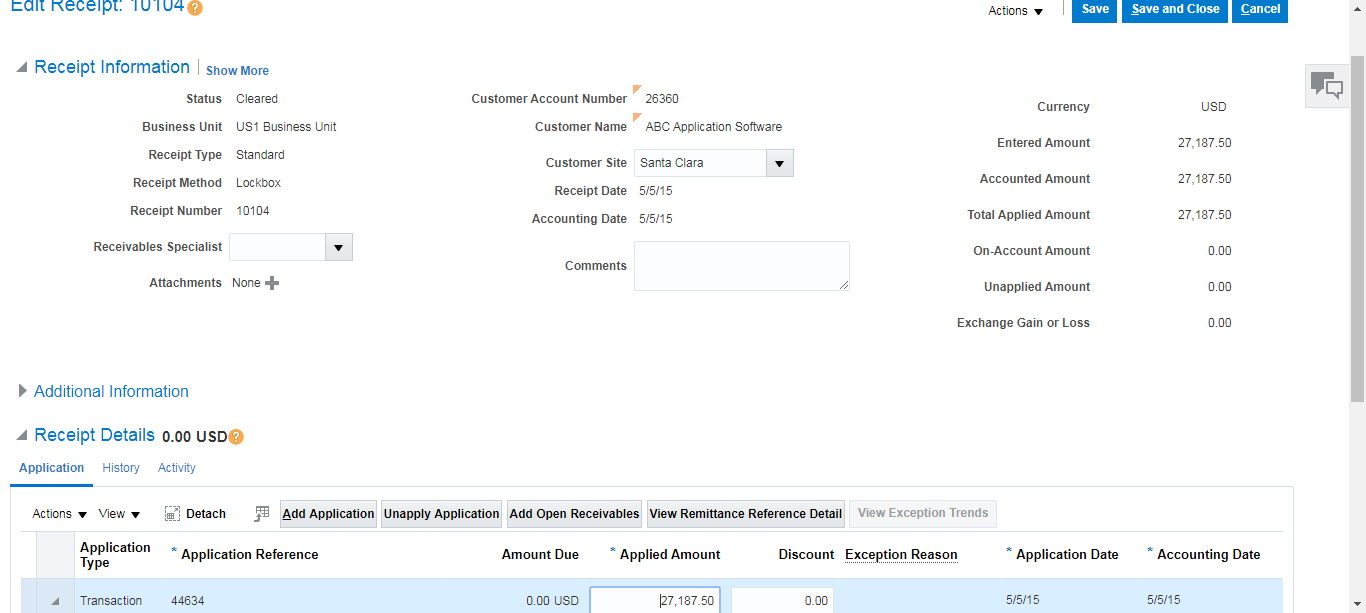 Edit Receipt: 10104 ?
Actions Save Save and Close Cancel
Receipt Information Show More
Status Cleared
Business Unit US1 Business Unit
Receipt Type Standard
Receipt Method Lockbox
Receipt Number 10104
Receivables Specialist
Attachments None
Customer Account Number 26360
Customer Name ABC Application Software
Customer Site Santa Clara
Receipt Date 5/5/15
Accounting Date 5/5/15
Comments
Currency USD
Entered Amount 27,187.50
Accounted Amount 27,187.50
Total Applied Amount 27,187.50
On-Account Amount 0.00
Unapplied Amount 0.00
Exchange Gain or Loss 0.00
Additional Information
Receipt Details 0.00 USD ?
Application History Activity
Actions View Detach Add Application Unapply Application Add Open Receivables View Remittance Reference Detail View Exception Trends
Application Type * Application Reference Amount Due * Applied Amount Discount Exception Reason * Application Date * Accounting Date
Transaction 44634 0.00 USD 27,187.50 0.00 5/5/15 5/5/15